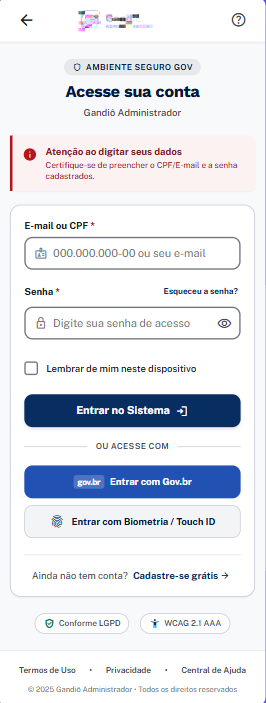 AMBIENTE SEGURO GOV
Acesse sua conta
Gandiô Administrador
Atenção ao digitar seus dados
Certifique-se de preencher o CPF/E-mail e a senha
cadastrados.
E-mail ou CPF *
000.000.000-00 ou seu e-mail
Senha *
Esqueceu a senha?
Digite sua senha de acesso
Lembrar de mim neste dispositivo
Entrar no Sistema
OU ACESSE COM
gov.br Entrar com Gov.br
Entrar com Biometria / Touch ID
Ainda não tem conta? Cadastre-se grátis →
Conforme LGPD
WCAG 2.1 AAA
Termos de Uso • Privacidade • Central de Ajuda
© 2025 Gandiô Administrador • Todos os direitos reservados